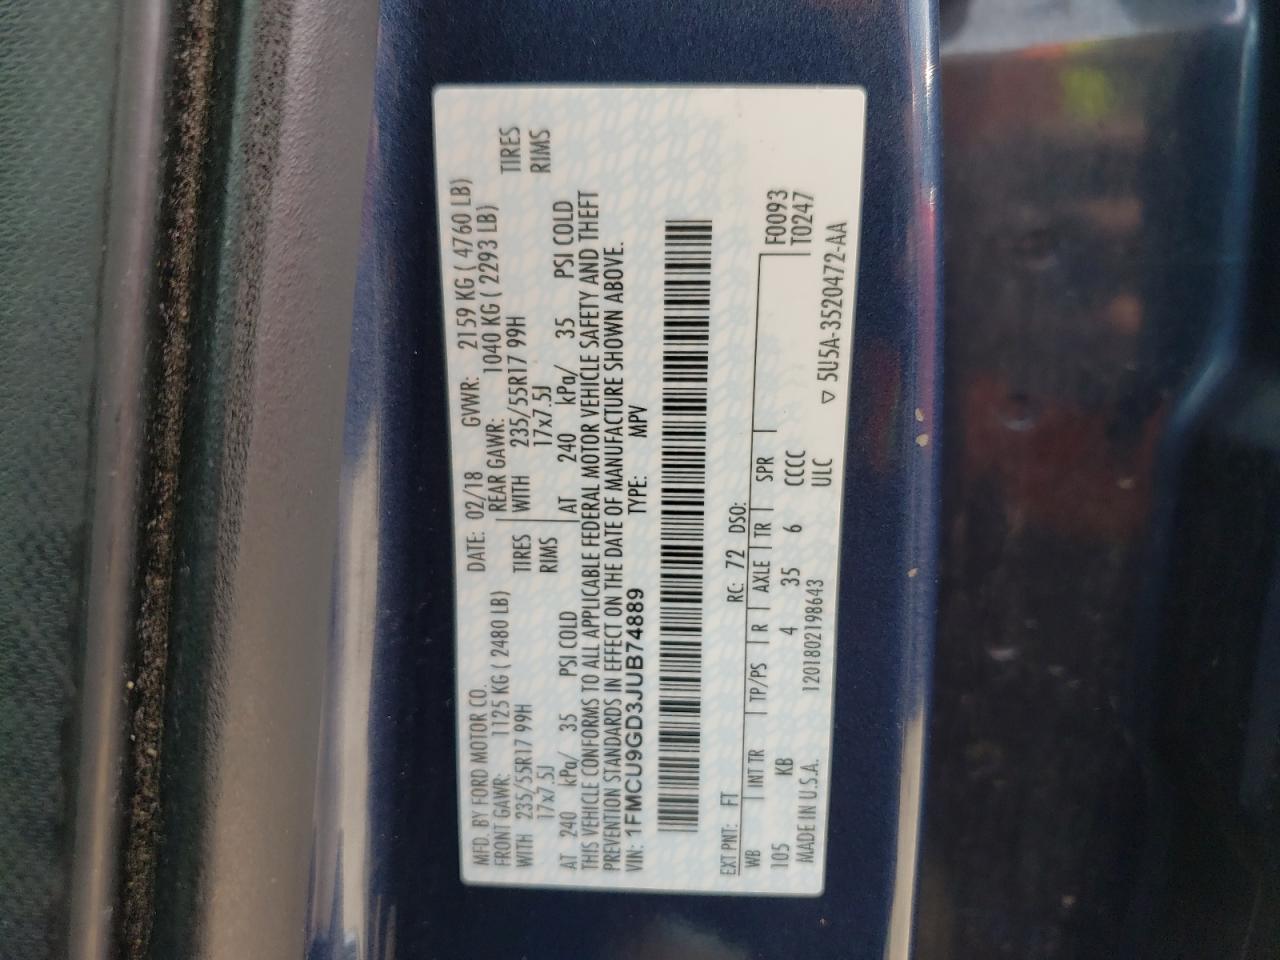 MFD. BY FORD MOTOR CO. DATE: 02/18 GVWR: 2159 KG ( 4760 LB)
FRONT GAWR: 1125 KG ( 2480 LB) REAR GAWR: 1040 KG ( 2293 LB)
WITH 235/55R17 99H TIRES WITH 235/55R17 99H TIRES
17x7.5J RIMS 17x7.5J RIMS
AT 240 kPa/ 35 PSI COLD AT 240 kPa/ 35 PSI COLD
THIS VEHICLE CONFORMS TO ALL APPLICABLE FEDERAL MOTOR VEHICLE SAFETY AND THEFT
PREVENTION STANDARDS IN EFFECT ON THE DATE OF MANUFACTURE SHOWN ABOVE.
VIN: 1FMCU9GD3JUB74889 TYPE: MPV
EXT PNT: FT RC: 72 DSO: F0093
WB INT TR TP/PS R AXLE TR SPR T0247
105 KB 4 35 6 CCCC
MADE IN U.S.A. 1201802198643 ULC ▽ 5U5A-3520472-AA